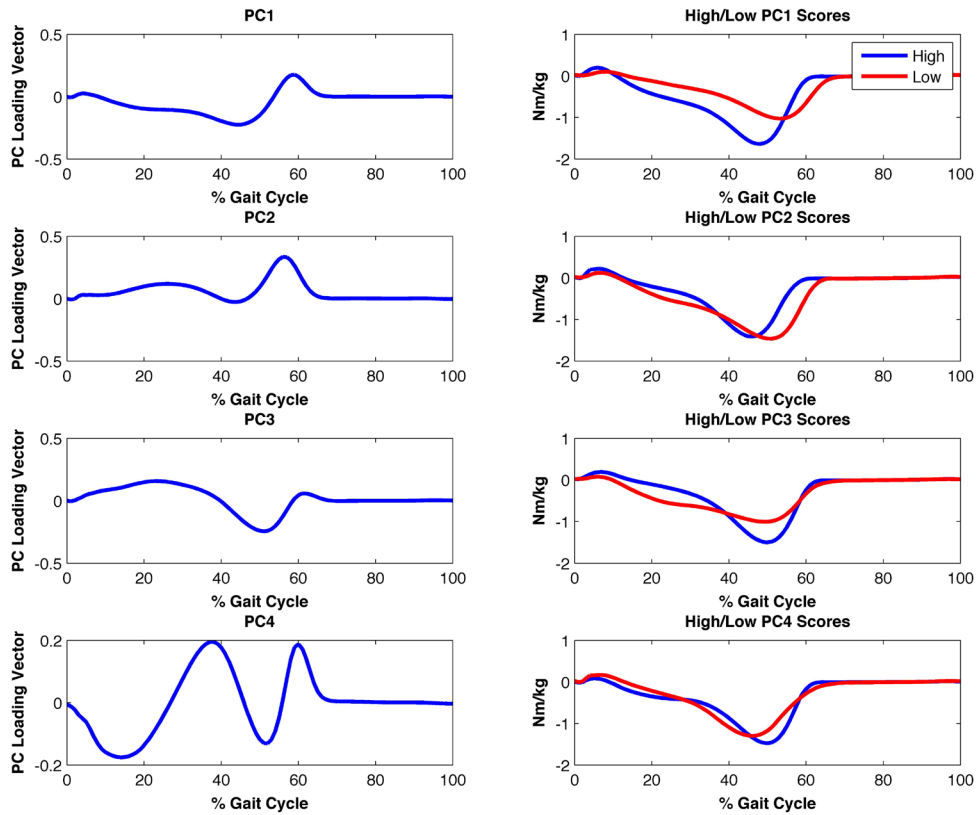 PC1
PC Loading Vector
0.5
0
-0.5
0 20 40 60 80 100
% Gait Cycle
High/Low PC1 Scores
Nm/kg
1
0
-1
-2
High
Low
0 20 40 60 80 100
% Gait Cycle
PC2
PC Loading Vector
0.5
0
-0.5
0 20 40 60 80 100
% Gait Cycle
High/Low PC2 Scores
Nm/kg
1
0
-1
-2
0 20 40 60 80 100
% Gait Cycle
PC3
PC Loading Vector
0.5
0
-0.5
0 20 40 60 80 100
% Gait Cycle
High/Low PC3 Scores
Nm/kg
1
0
-1
-2
0 20 40 60 80 100
% Gait Cycle
PC4
PC Loading Vector
0.2
0
-0.2
0 20 40 60 80 100
% Gait Cycle
High/Low PC4 Scores
Nm/kg
1
0
-1
-2
0 20 40 60 80 100
% Gait Cycle